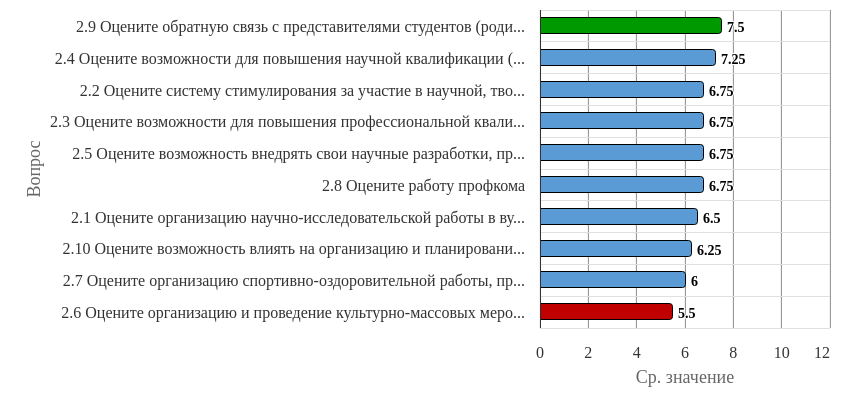 2.9 Оцените обратную связь с представителями студентов (роди... 7.5
2.4 Оцените возможности для повышения научной квалификации (... 7.25
2.2 Оцените систему стимулирования за участие в научной, тво... 6.75
2.3 Оцените возможности для повышения профессиональной квали... 6.75
2.5 Оцените возможность внедрять свои научные разработки, пр... 6.75
2.8 Оцените работу профкома 6.75
2.1 Оцените организацию научно-исследовательской работы в ву... 6.5
2.10 Оцените возможность влиять на организацию и планировани... 6.25
2.7 Оцените организацию спортивно-оздоровительной работы, пр... 6
2.6 Оцените организацию и проведение культурно-массовых меро... 5.5
Вопрос
0 2 4 6 8 10 12
Ср. значение